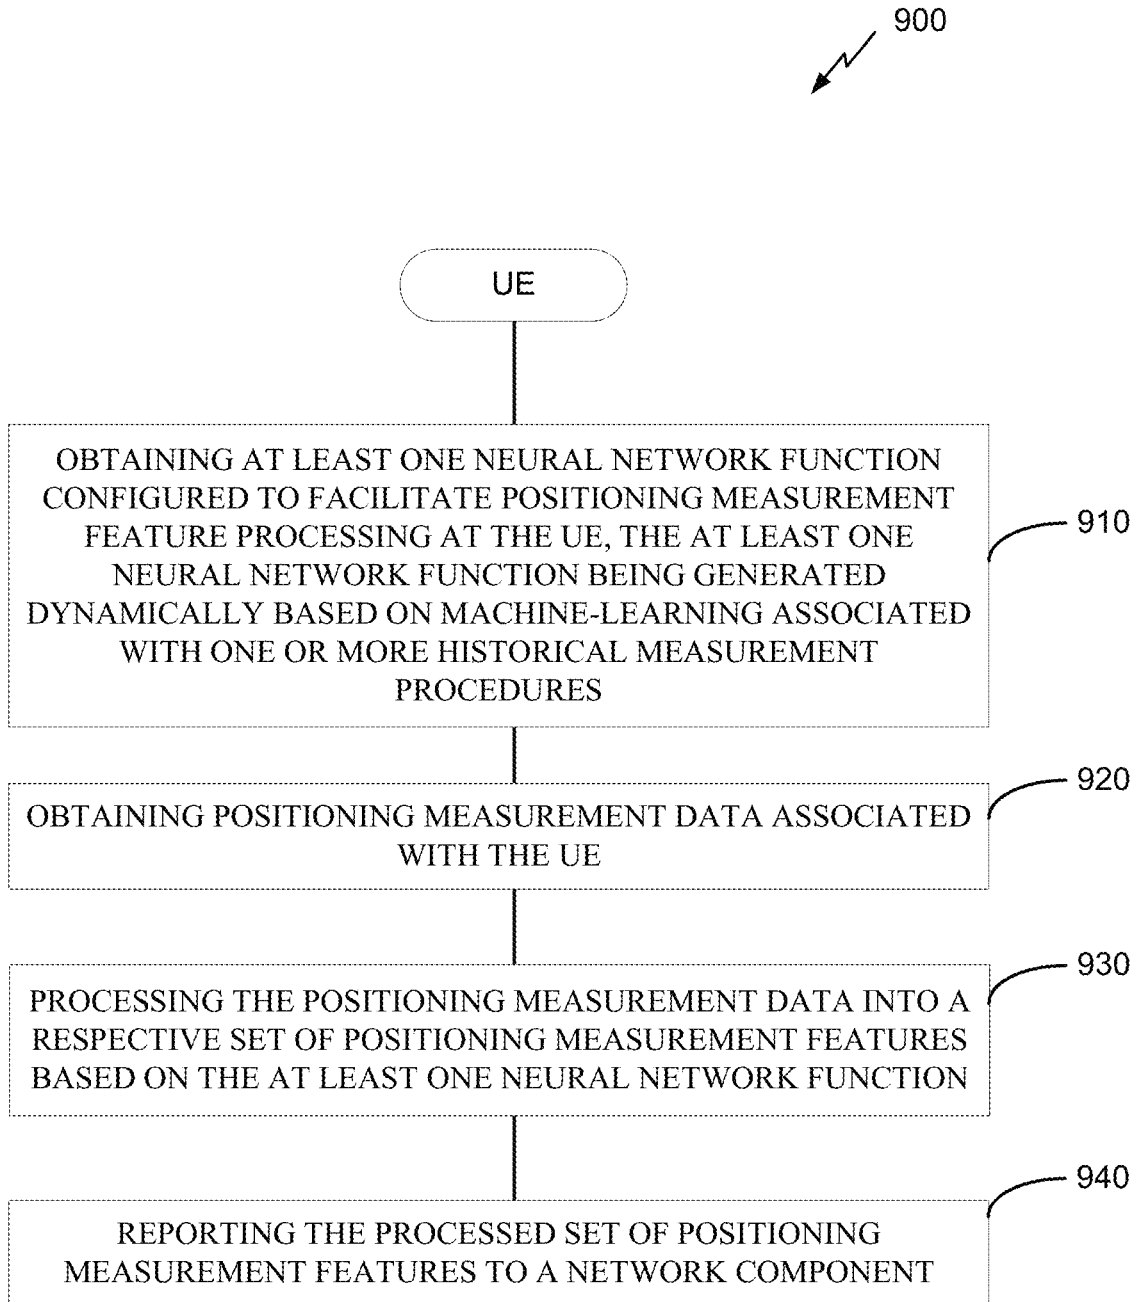 900
UE
OBTAINING AT LEAST ONE NEURAL NETWORK FUNCTION
CONFIGURED TO FACILITATE POSITIONING MEASUREMENT
FEATURE PROCESSING AT THE UE, THE AT LEAST ONE
NEURAL NETWORK FUNCTION BEING GENERATED
DYNAMICALLY BASED ON MACHINE-LEARNING ASSOCIATED
WITH ONE OR MORE HISTORICAL MEASUREMENT
PROCEDURES
910
OBTAINING POSITIONING MEASUREMENT DATA ASSOCIATED
WITH THE UE
920
PROCESSING THE POSITIONING MEASUREMENT DATA INTO A
RESPECTIVE SET OF POSITIONING MEASUREMENT FEATURES
BASED ON THE AT LEAST ONE NEURAL NETWORK FUNCTION
930
REPORTING THE PROCESSED SET OF POSITIONING
MEASUREMENT FEATURES TO A NETWORK COMPONENT
940